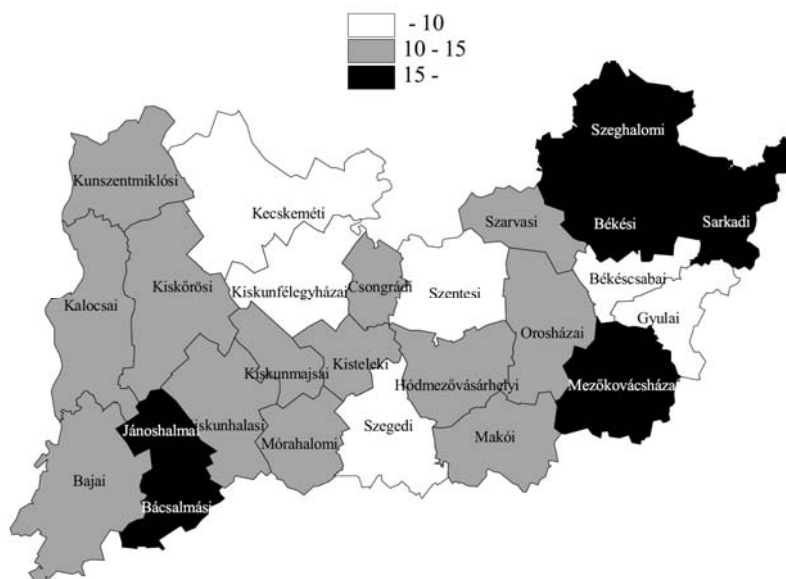 - 10
10 - 15
15 -
Szeghalomi
Kunszentmiklósi
Kecskeméti
Szarvasi
Békési
Sarkadi
Kiskőrösi
Kiskunfélegyházai
Csongrádi
Szentesi
Békéscsabai
Kalocsai
Gyulai
Orosházai
Kiskunmajsai
Kisteleki
Hódmezővásárhelyi
Mezőkovácsházai
Jánoshalmai
iskunhalasi
Mórahalomi
Szegedi
Makói
Bajai
Bácsalmási